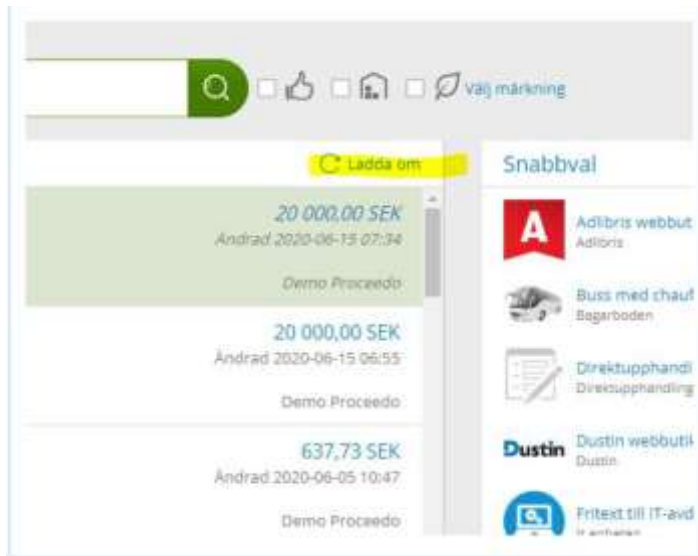 Välj märkning
Ladda om
20 000,00 SEK
Ändrad 2020-06-15 07:34
Demo Proceedo
20 000,00 SEK
Ändrad 2020-06-15 06:55
Demo Proceedo
637,73 SEK
Ändrad 2020-06-05 10:47
Demo Proceedo
Snabbval
A
Adlibris webbut
Adlibris
Buss med chauf
Bägarboden
Direktupphandl
Direktupphandling
Dustin
Dustin webbutik
Dustin
Fritext till IT-avd